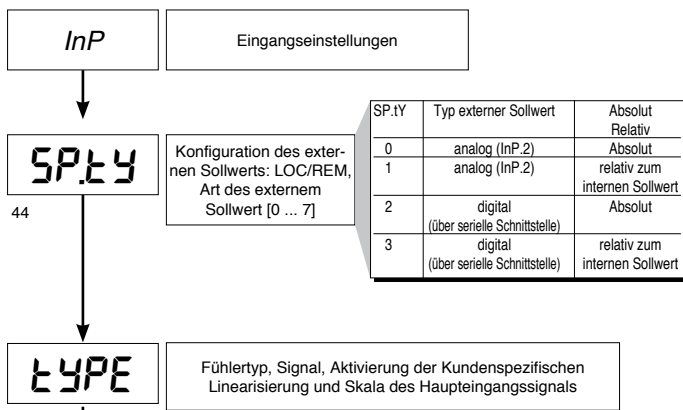 InP
Eingangseinstellungen
SP.tY
44
Konfiguration des exter-
nen Sollwerts: LOC/REM,
Art des externem
Sollwert [0 ... 7]
SP.tY Typ externer Sollwert Absolut
Relativ
0 analog (InP.2) Absolut
1 analog (InP.2) relativ zum
internen Sollwert
2 digital Absolut
(über serielle Schnittstelle)
3 digital relativ zum
(über serielle Schnittstelle) internen Sollwert
tYPE
Fühlertyp, Signal, Aktivierung der Kundenspezifischen
Linearisierung und Skala des Haupteingangssignals